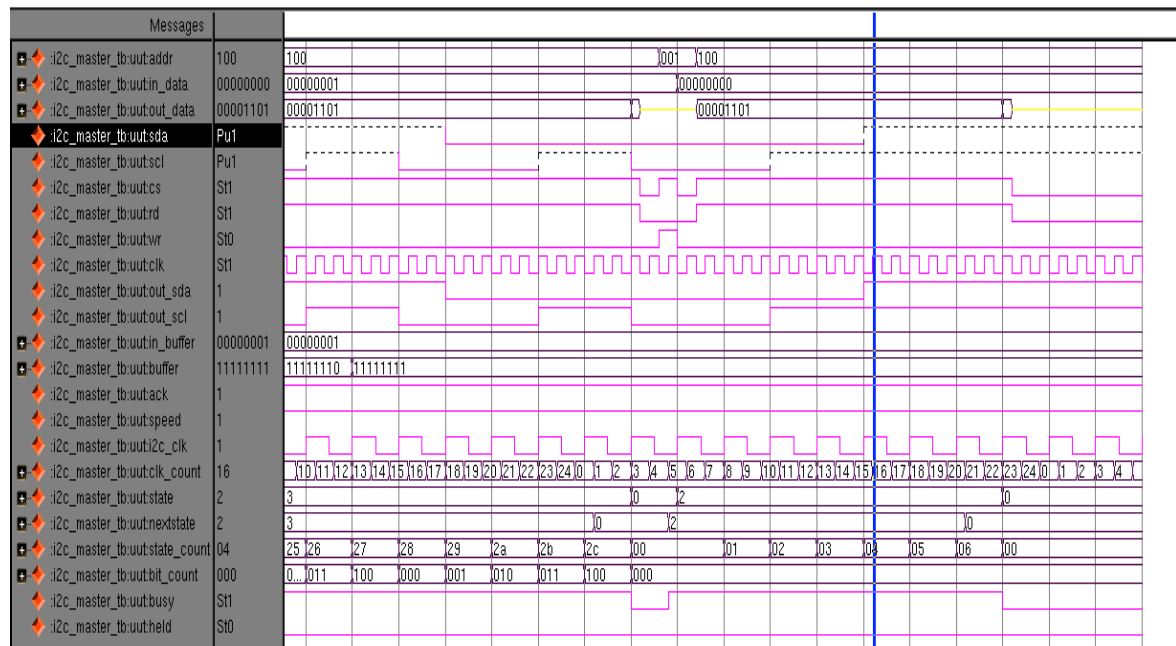 Messages
:i2c_master_tb:uut:addr 100 100 001 100
:i2c_master_tb:uut:in_data 00000000 00000001 00000000
:i2c_master_tb:uut:out_data 00001101 00001101 00001101
:i2c_master_tb:uut:sda Pu1
:i2c_master_tb:uut:scl Pu1
:i2c_master_tb:uut:cs St1
:i2c_master_tb:uut:rd St1
:i2c_master_tb:uut:wr St0
:i2c_master_tb:uut:clk St1
:i2c_master_tb:uut:out_sda 1
:i2c_master_tb:uut:out_scl 1
:i2c_master_tb:uut:in_buffer 00000001 00000001
:i2c_master_tb:uut:buffer 11111111 11111110 11111111
:i2c_master_tb:uut:ack 1
:i2c_master_tb:uut:speed 1
:i2c_master_tb:uut:i2c_clk 1
:i2c_master_tb:uut:clk_count 16 10 11 12 13 14 15 16 17 18 19 20 21 22 23 24 0 1 2 3 4 5 6 7 8 9 10 11 12 13 14 15 16 17 18 19 20 21 22 23 24 0 1 2 3 4
:i2c_master_tb:uut:state 2 3 0 2 0
:i2c_master_tb:uut:nextstate 2 3 0 2 0
:i2c_master_tb:uut:state_count 04 25 26 27 28 29 2a 2b 2c 00 01 02 03 04 05 06 00
:i2c_master_tb:uut:bit_count 000 0... 011 100 000 001 010 011 100 000
:i2c_master_tb:uut:busy St1
:i2c_master_tb:uut:held St0